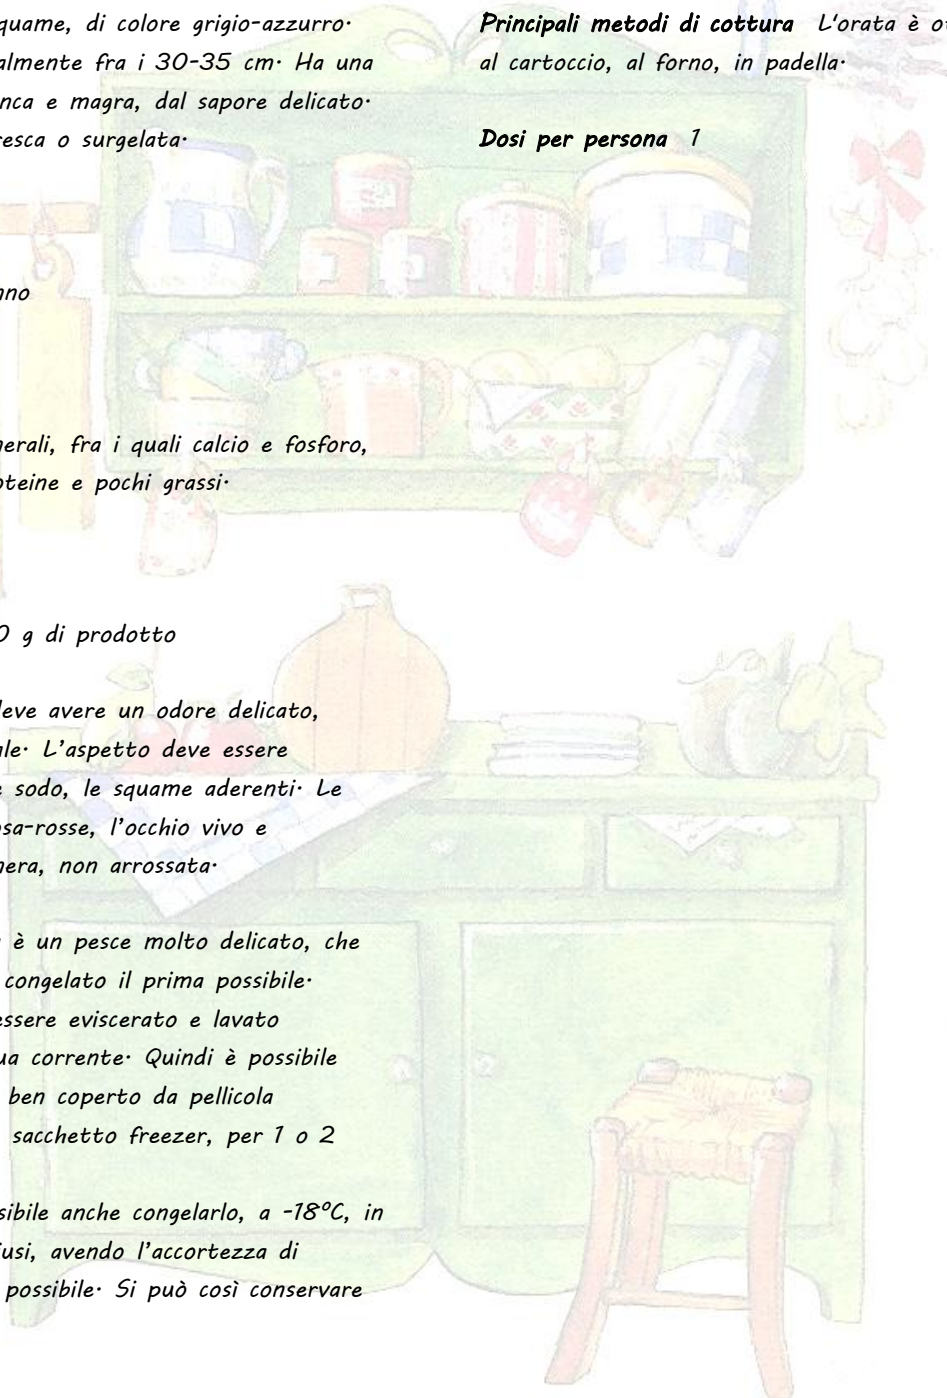 quame, di colore grigio-azzurro·
almente fra i 30-35 cm· Ha una
nca e magra, dal sapore delicato·
resca o surgelata·
nno
nerali, fra i quali calcio e fosforo,
oteine e pochi grassi·
0 g di prodotto
deve avere un odore delicato,
ale· L’aspetto deve essere
e sodo, le squame aderenti· Le
osa-rosse, l’occhio vivo e
nera, non arrossata·
è un pesce molto delicato, che
congelato il prima possibile·
essere eviscerato e lavato
ua corrente· Quindi è possibile
ben coperto da pellicola
sacchetto freezer, per 1 o 2
sibile anche congelarlo, a -18°C, in
iusi, avendo l’accortezza di
possibile· Si può così conservare
Principali metodi di cottura L'orata è ot
al cartoccio, al forno, in padella·
Dosi per persona 1